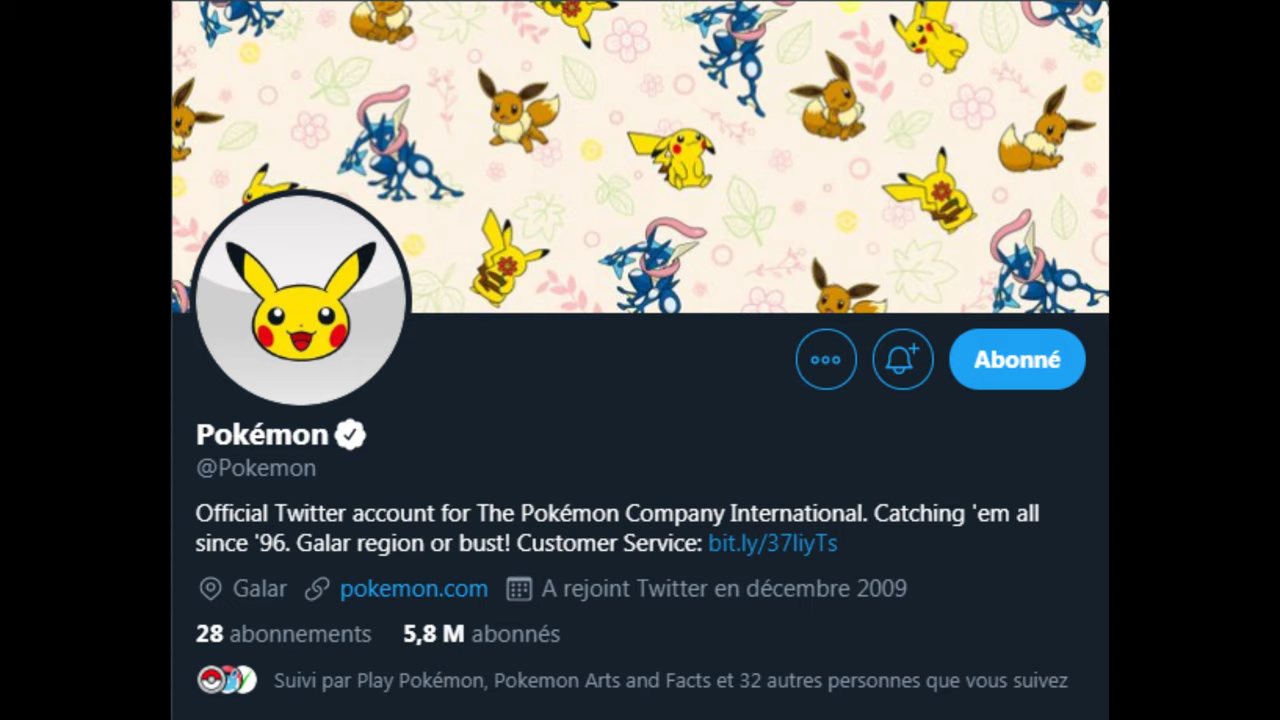 Abonné
Pokémon
@Pokemon
Official Twitter account for The Pokémon Company International. Catching 'em all
since '96. Galar region or bust! Customer Service: bit.ly/37liyTs
Galar pokemon.com A rejoint Twitter en décembre 2009
28 abonnements 5,8 M abonnés
Suivi par Play Pokémon, Pokemon Arts and Facts et 32 autres personnes que vous suivez